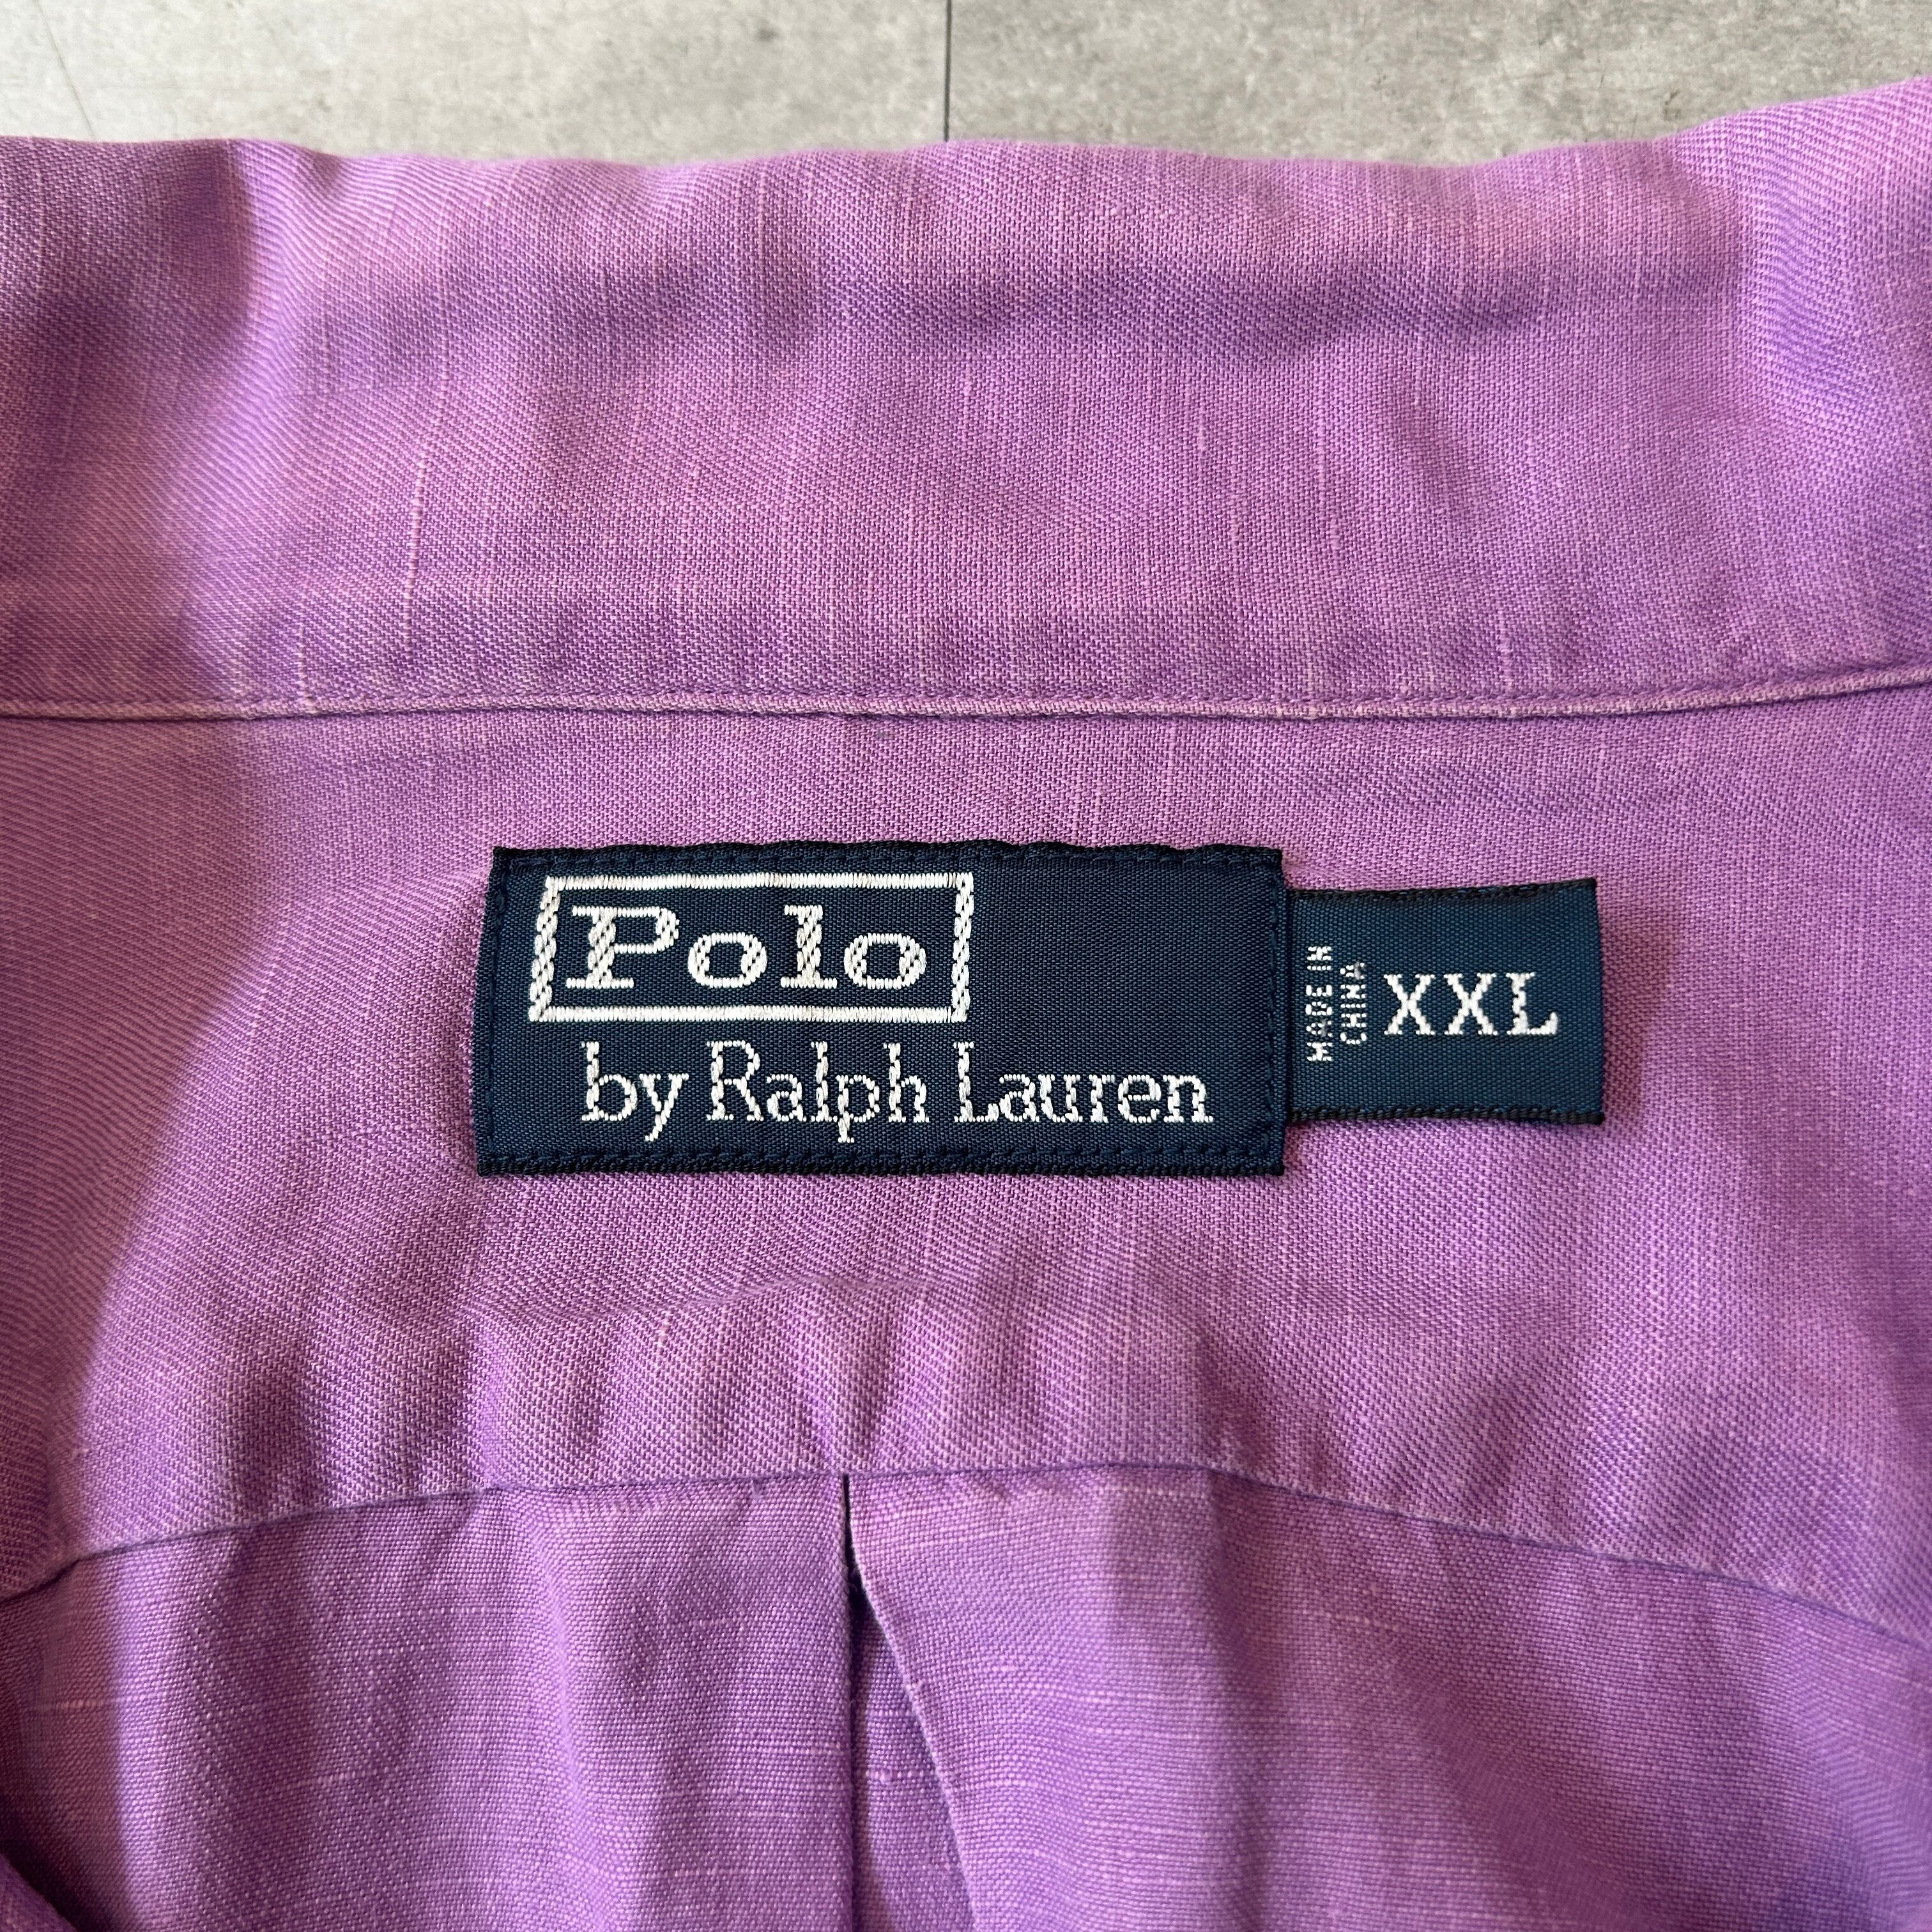 Polo
by Ralph Lauren
MADE IN
CHINA
XXL